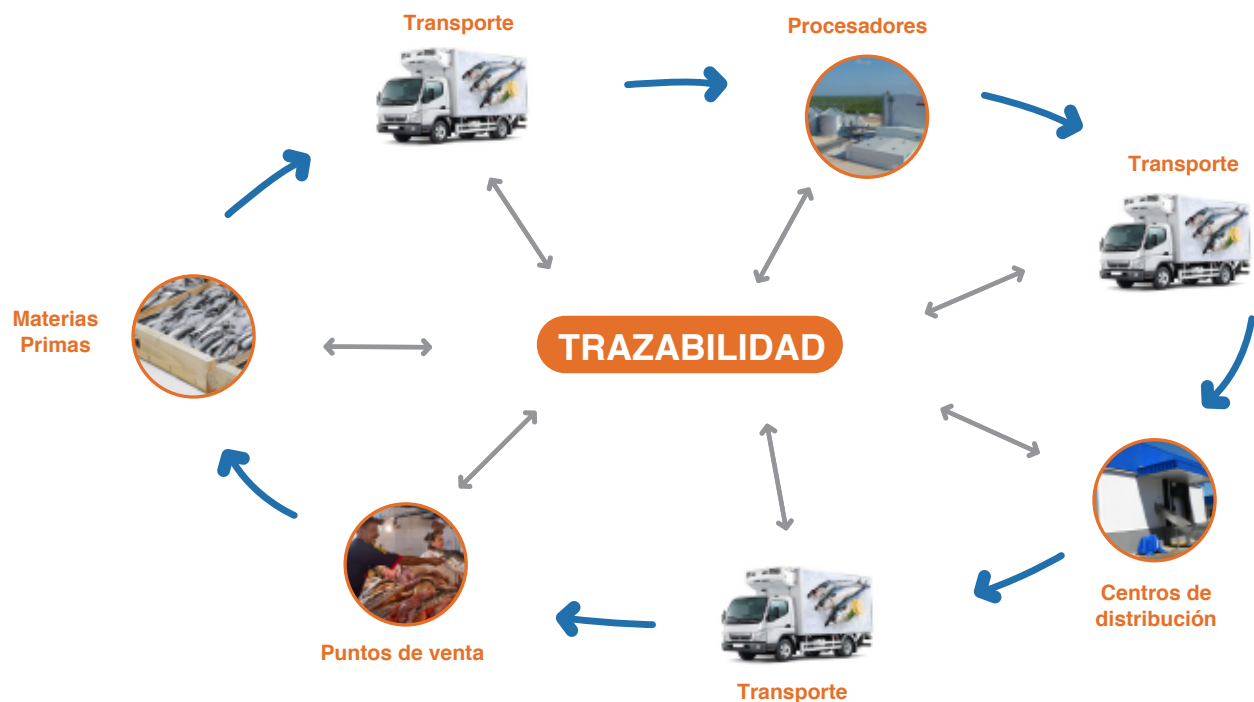 Transporte
Procesadores
Transporte
Materias
Primas
TRAZABILIDAD
Centros de
distribución
Puntos de venta
Transporte